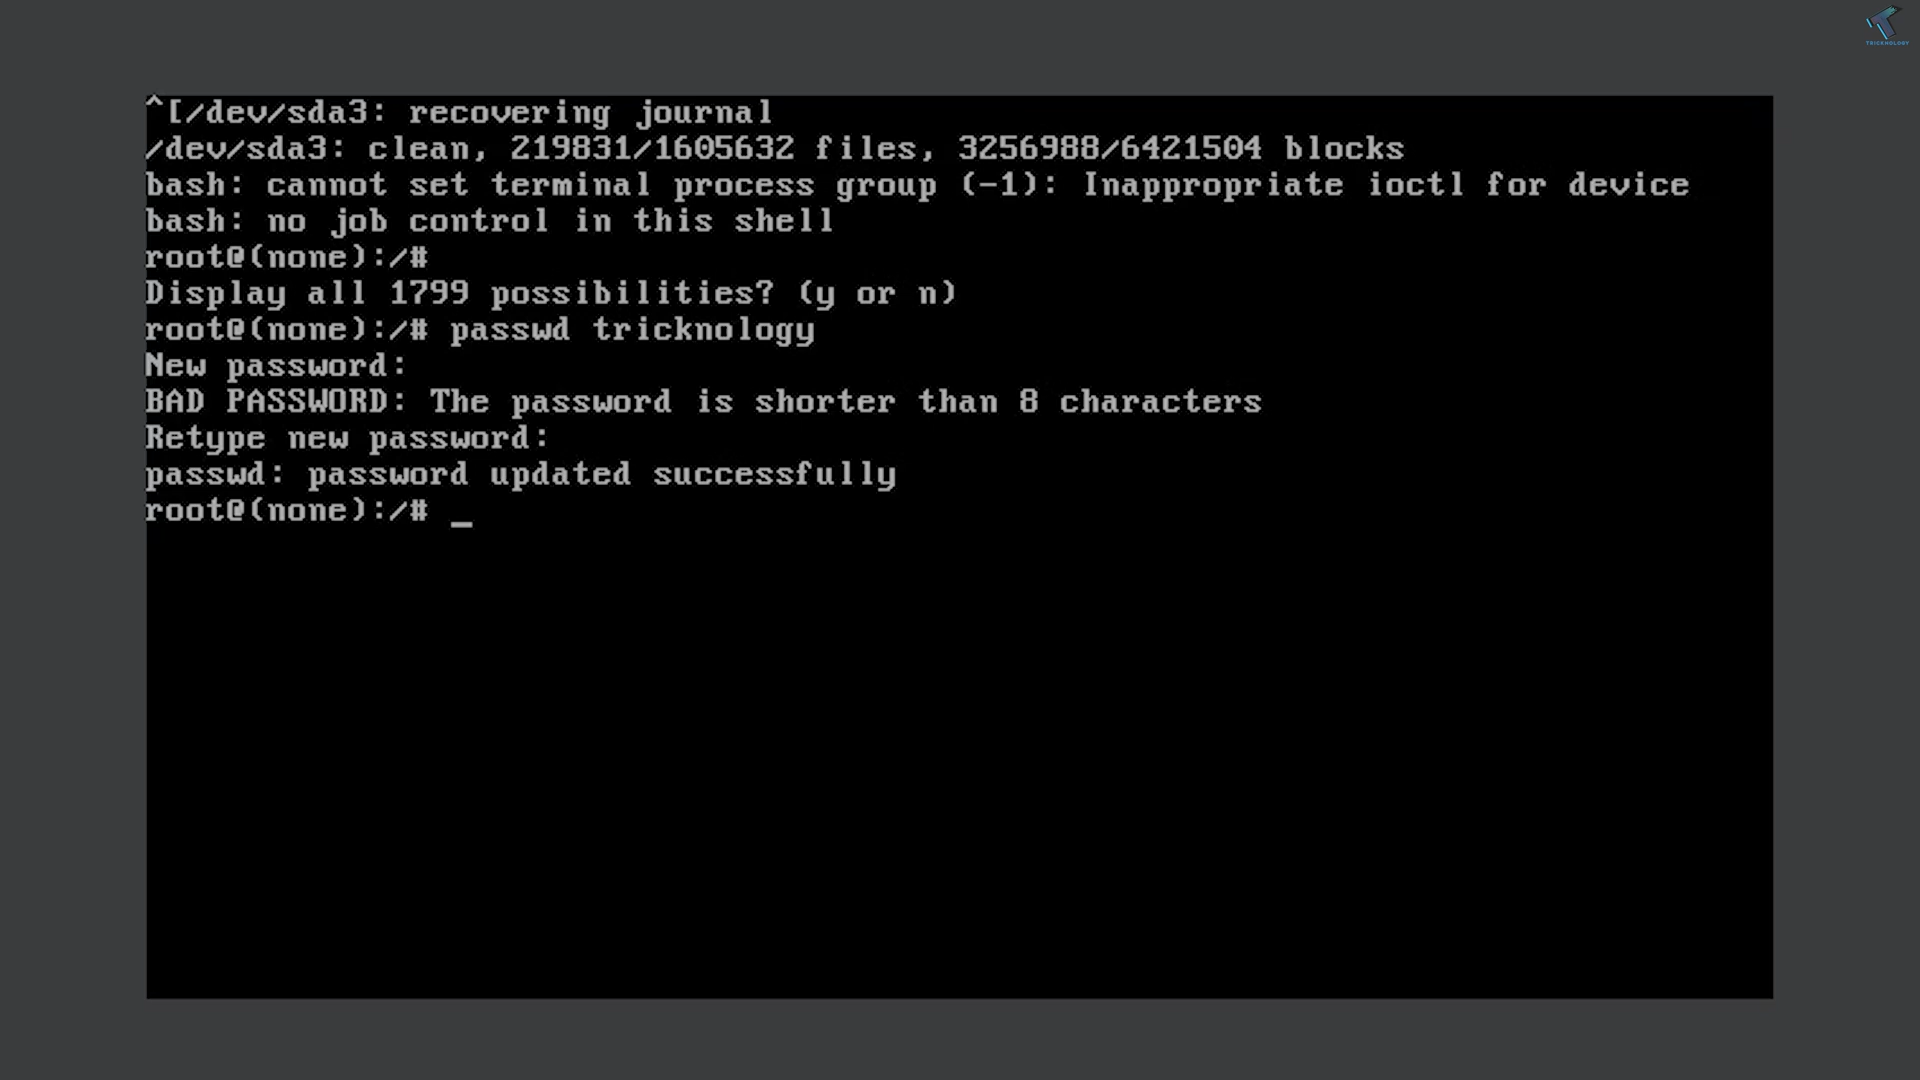 TRICKNOLOGY
^[/dev/sda3: recovering journal
/dev/sda3: clean, 219831/1605632 files, 3256988/6421504 blocks
bash: cannot set terminal process group (-1): Inappropriate ioctl for device
bash: no job control in this shell
root@(none):/#
Display all 1799 possibilities? (y or n)
root@(none):/# passwd tricknology
New password:
BAD PASSWORD: The password is shorter than 8 characters
Retype new password:
passwd: password updated successfully
root@(none):/# _